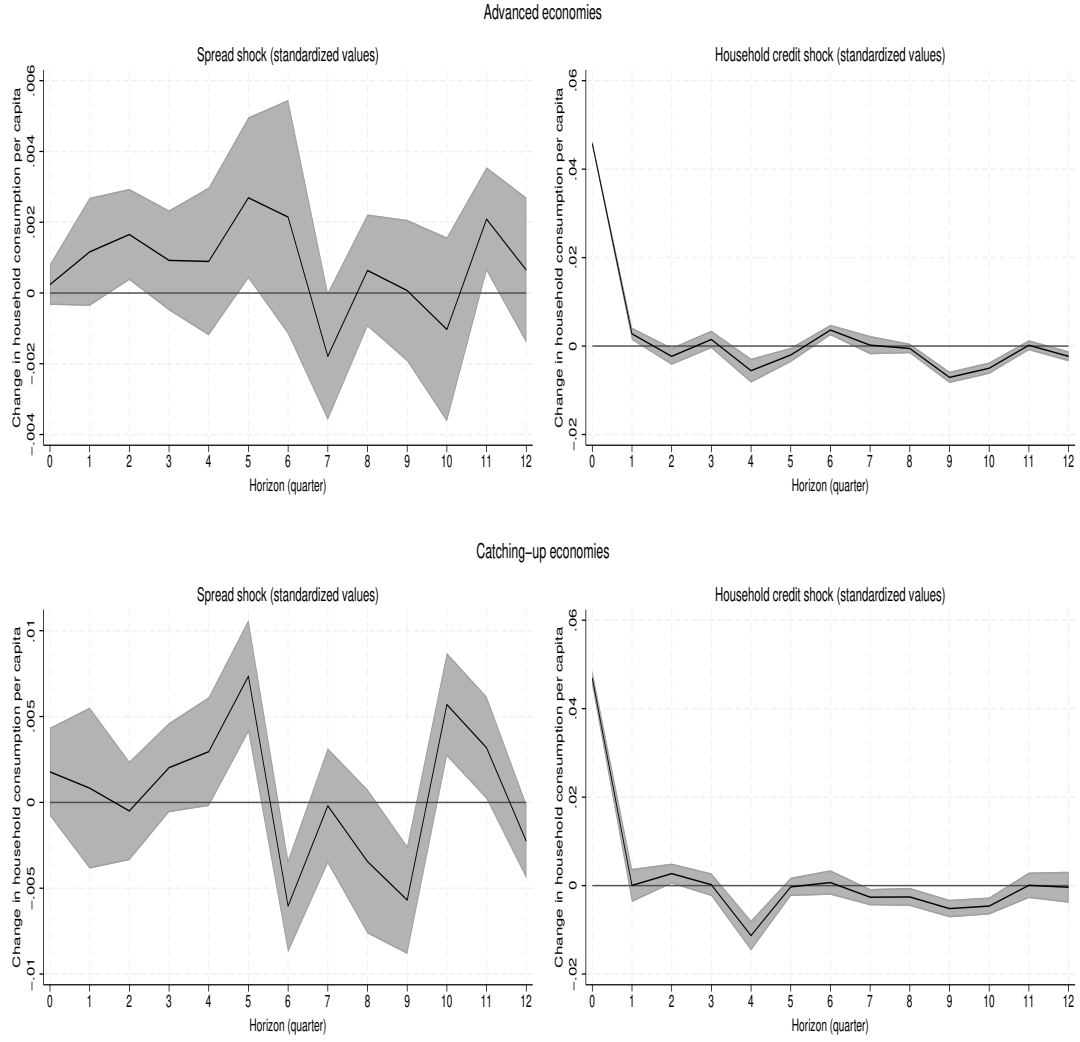 Advanced economies
Spread shock (standardized values)
Change in household consumption per capita
.006
.004
.002
0
−.002
−.004
0 1 2 3 4 5 6 7 8 9 10 11 12
Horizon (quarter)
Household credit shock (standardized values)
Change in household consumption per capita
.06
.04
.02
0
−.02
0 1 2 3 4 5 6 7 8 9 10 11 12
Horizon (quarter)
Catching−up economies
Spread shock (standardized values)
Change in household consumption per capita
.01
.005
0
−.005
−.01
0 1 2 3 4 5 6 7 8 9 10 11 12
Horizon (quarter)
Household credit shock (standardized values)
Change in household consumption per capita
.06
.04
.02
0
−.02
0 1 2 3 4 5 6 7 8 9 10 11 12
Horizon (quarter)